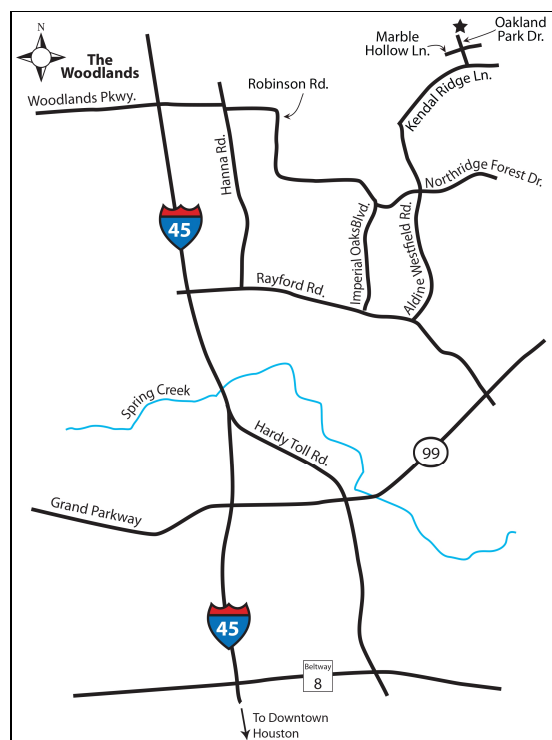 N
The
Woodlands
Marble
Hollow Ln.
Oakland
Park Dr.
Robinson Rd.
Kendal Ridge Ln.
Woodlands Pkwy.
Hanna Rd.
Northridge Forest Dr.
45
Imperial OaksBlvd.
Aldine Westfield Rd.
Rayford Rd.
Spring Creek
Hardy Toll Rd.
99
Grand Parkway
45
Beltway
8
To Downtown
Houston